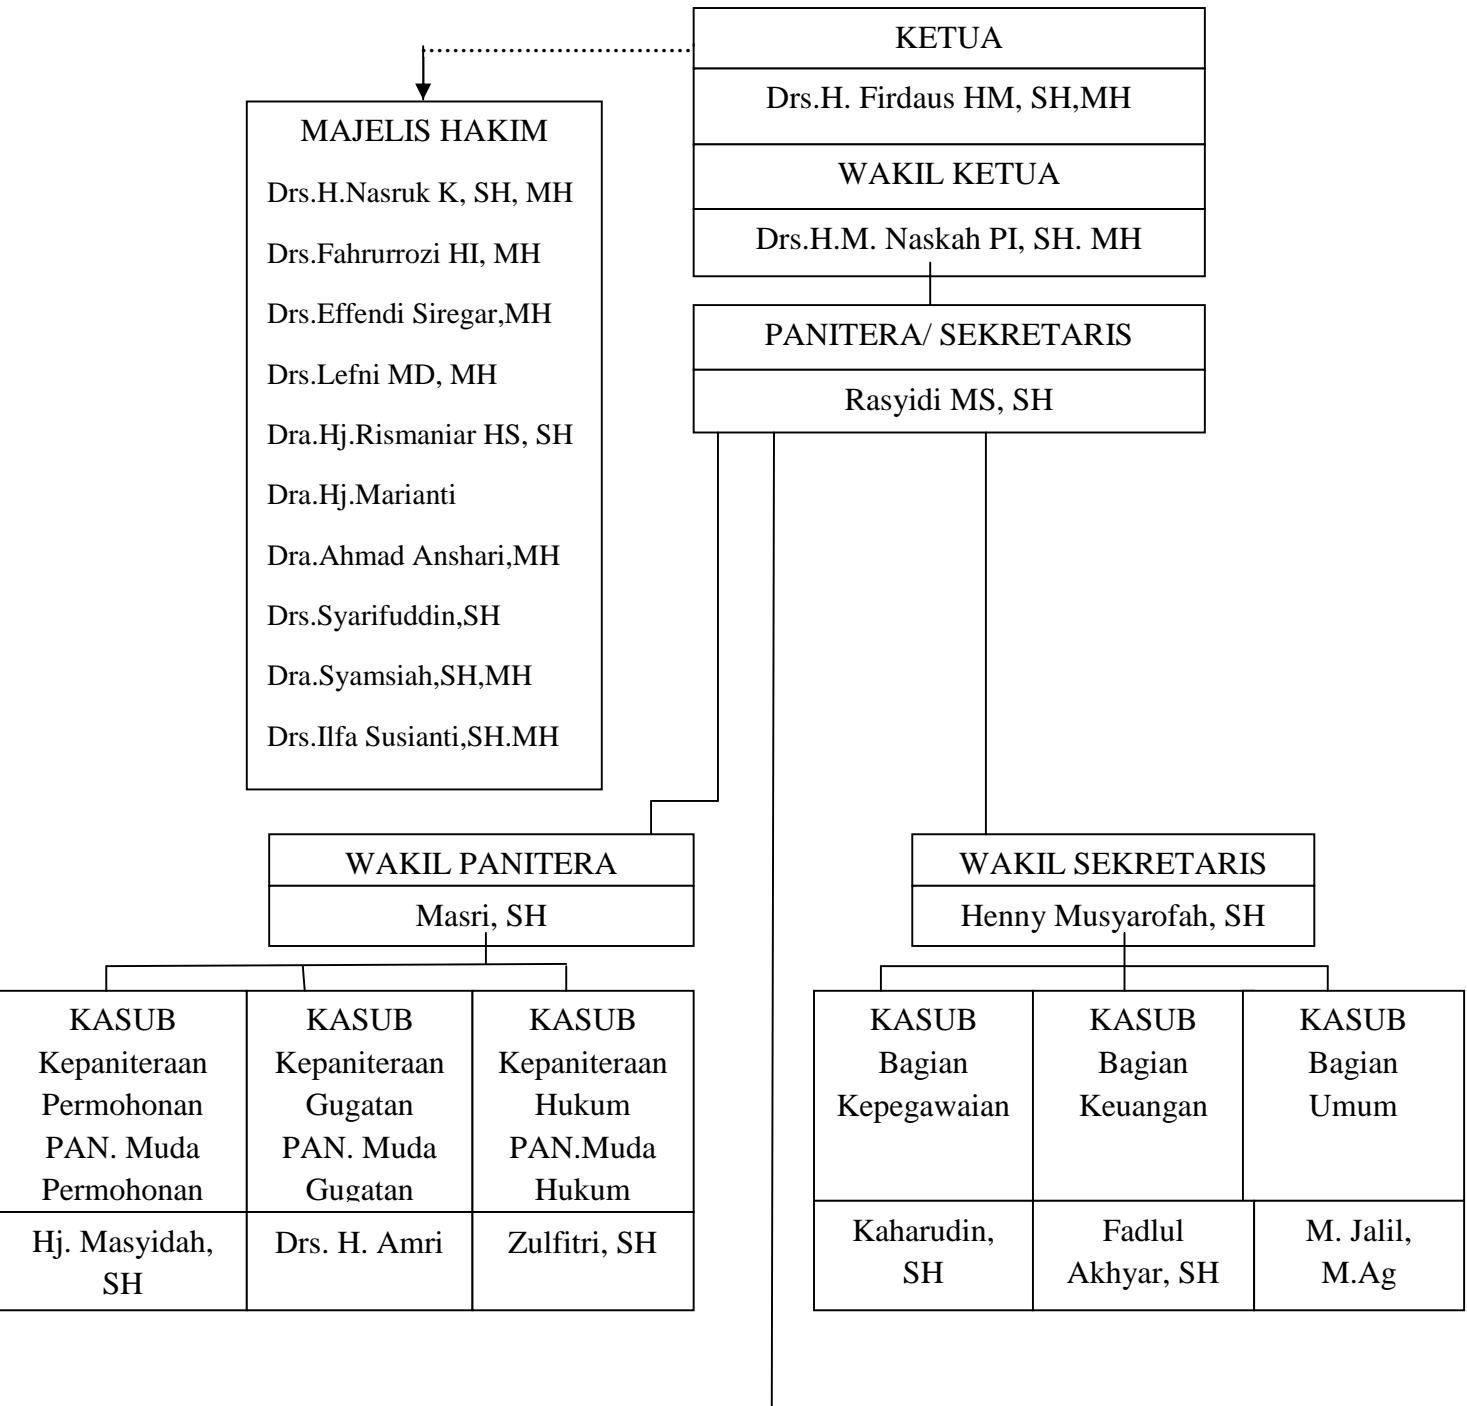 KETUA
Drs.H. Firdaus HM, SH,MH
WAKIL KETUA
Drs.H.M. Naskah PI, SH. MH
MAJELIS HAKIM
Drs.H.Nasruk K, SH, MH
Drs.Fahrurrozi HI, MH
Drs.Effendi Siregar,MH
Drs.Lefni MD, MH
Dra.Hj.Rismaniar HS, SH
Dra.Hj.Marianti
Dra.Ahmad Anshari,MH
Drs.Syarifuddin,SH
Dra.Syamsiah,SH,MH
Drs.Ilfa Susianti,SH.MH
PANITERA/ SEKRETARIS
Rasyidi MS, SH
WAKIL PANITERA
Masri, SH
WAKIL SEKRETARIS
Henny Musyarofah, SH
KASUB
Kepaniteraan
Permohonan
PAN. Muda
Permohonan
Hj. Masyidah,
SH
KASUB
Kepaniteraan
Gugatan
PAN. Muda
Gugatan
Drs. H. Amri
KASUB
Kepaniteraan
Hukum
PAN.Muda
Hukum
Zulfitri, SH
KASUB
Bagian
Kepegawaian
Kaharudin,
SH
KASUB
Bagian
Keuangan
Fadlul
Akhyar, SH
KASUB
Bagian
Umum
M. Jalil,
M.Ag